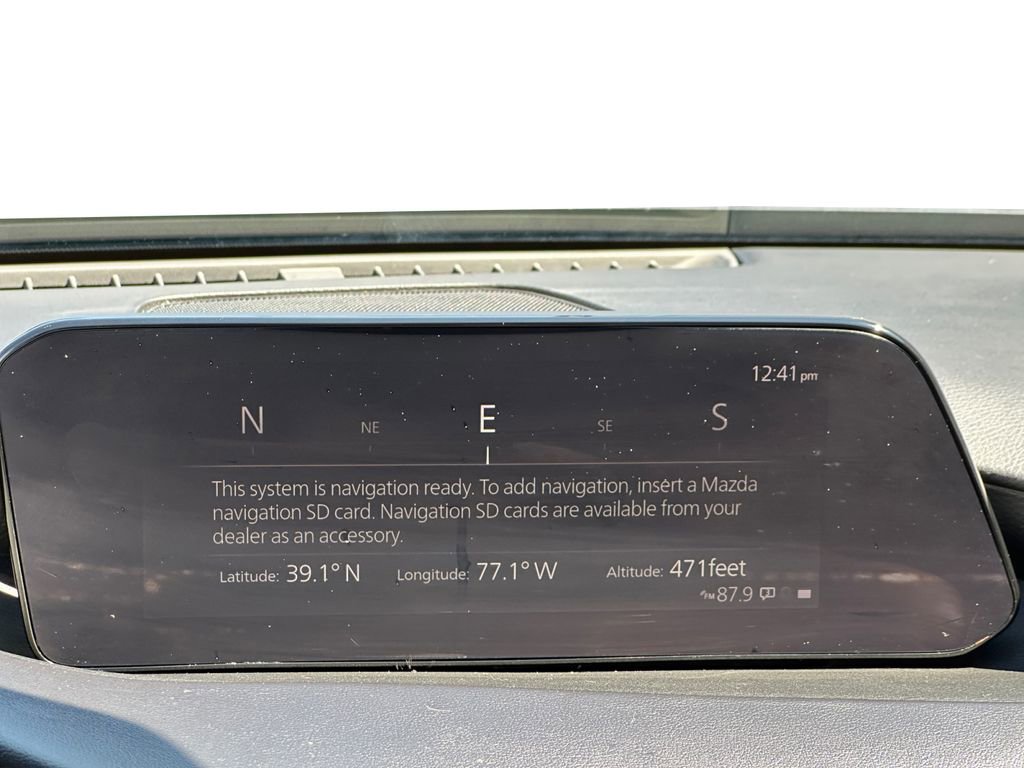 12:41 pm
N NE E SE S
This system is navigation ready. To add navigation, insert a Mazda
navigation SD card. Navigation SD cards are available from your
dealer as an accessory.
Latitude: 39.1° N Longitude: 77.1° W Altitude: 471feet
FM 87.9